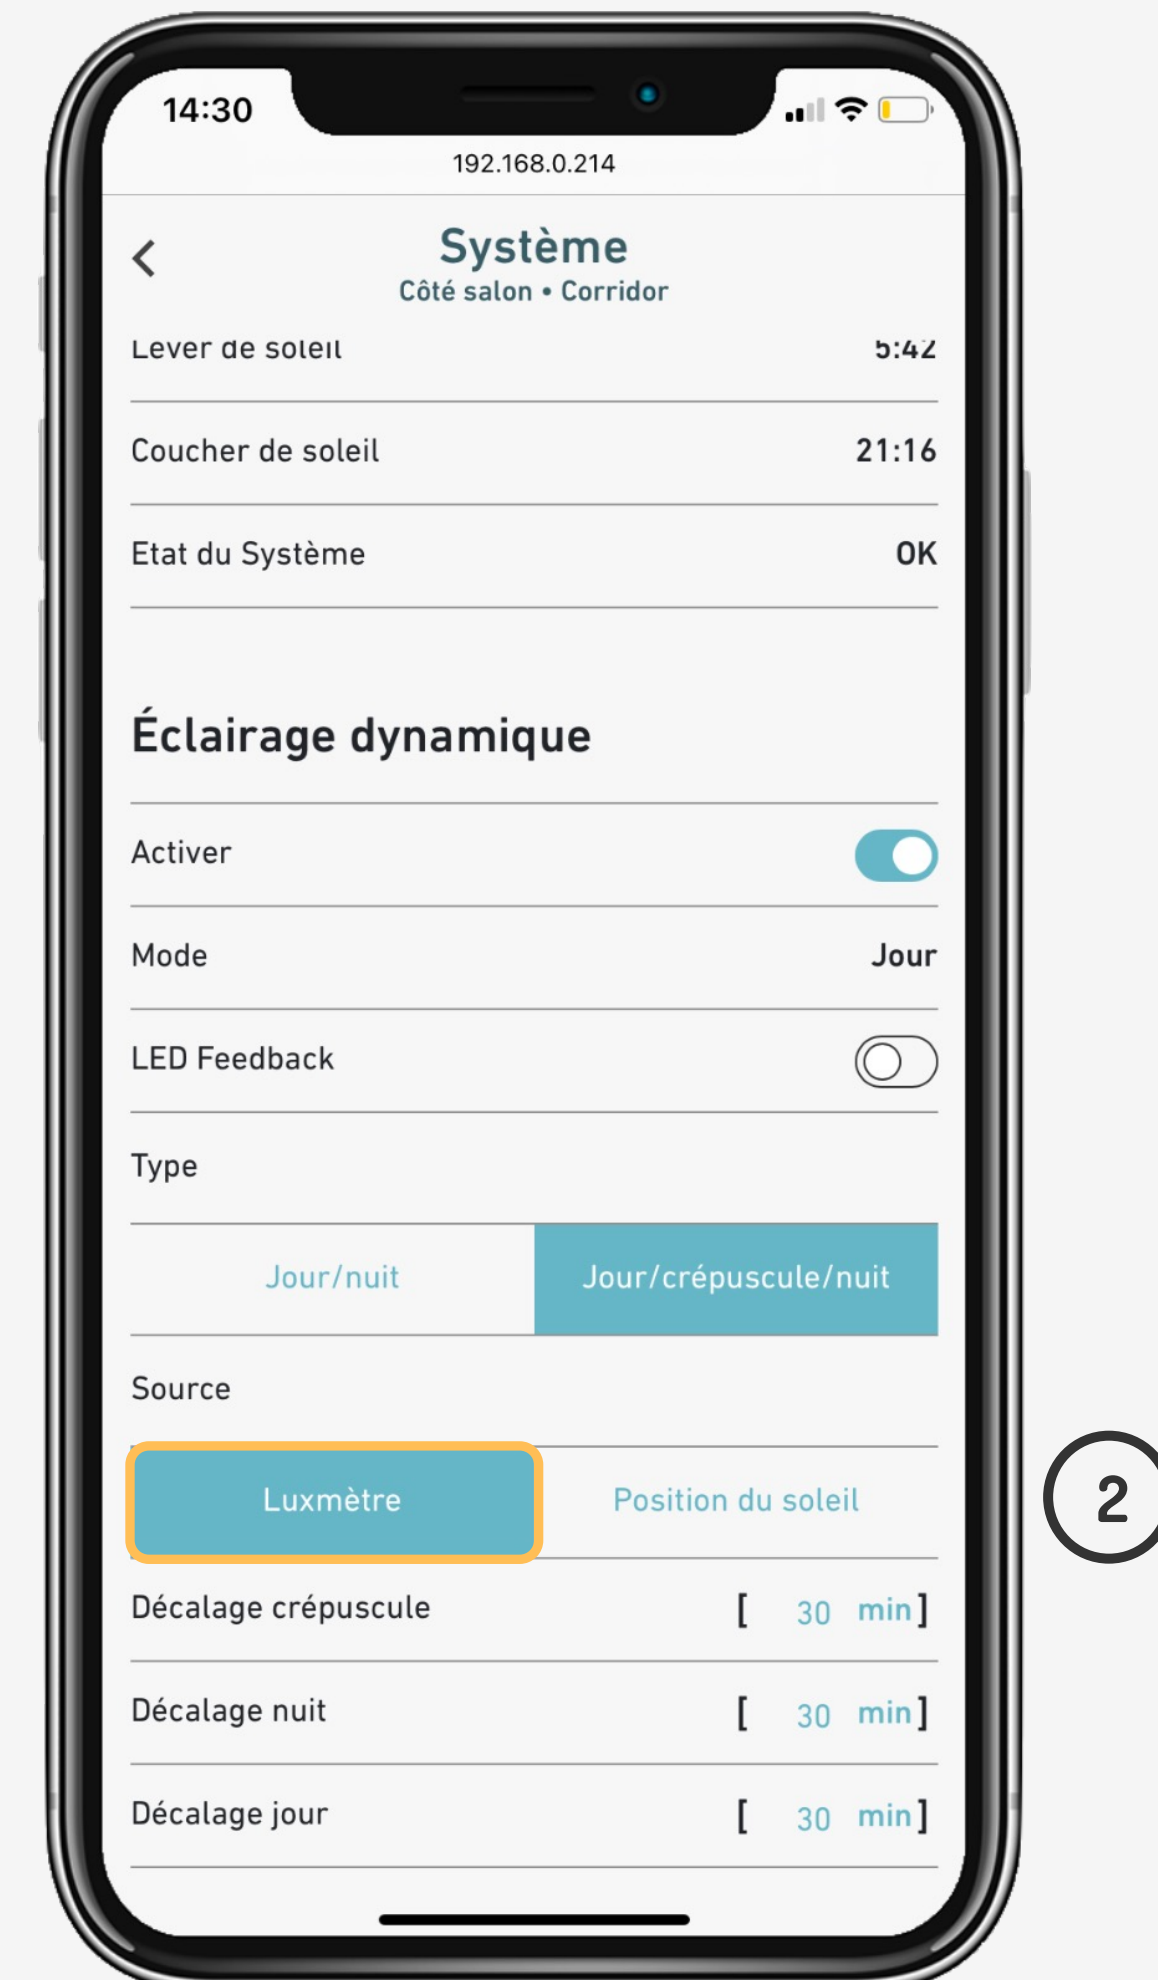 14:30
192.168.0.214
Système
Côté salon • Corridor
Lever de soleil 5:42
Coucher de soleil 21:16
Etat du Système OK
Éclairage dynamique
Activer
Mode Jour
LED Feedback
Type
Jour/nuit Jour/crépuscule/nuit
Source
Luxmètre Position du soleil
2
Décalage crépuscule [ 30 min]
Décalage nuit [ 30 min]
Décalage jour [ 30 min]